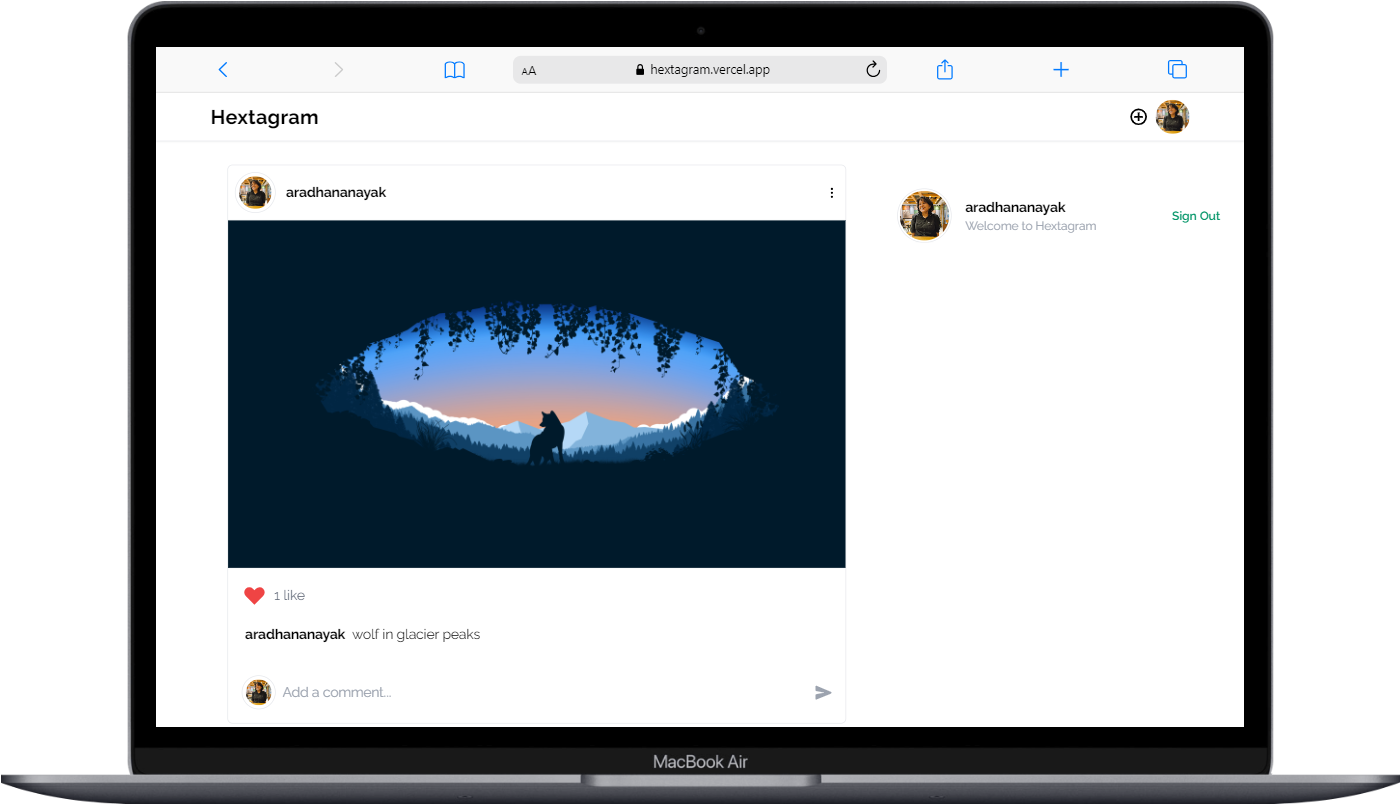 AA
hextagram.vercel.app
Hextagram
aradhananayak
aradhananayak
Welcome to Hextagram
Sign Out
1 like
aradhananayak wolf in glacier peaks
Add a comment...
MacBook Air